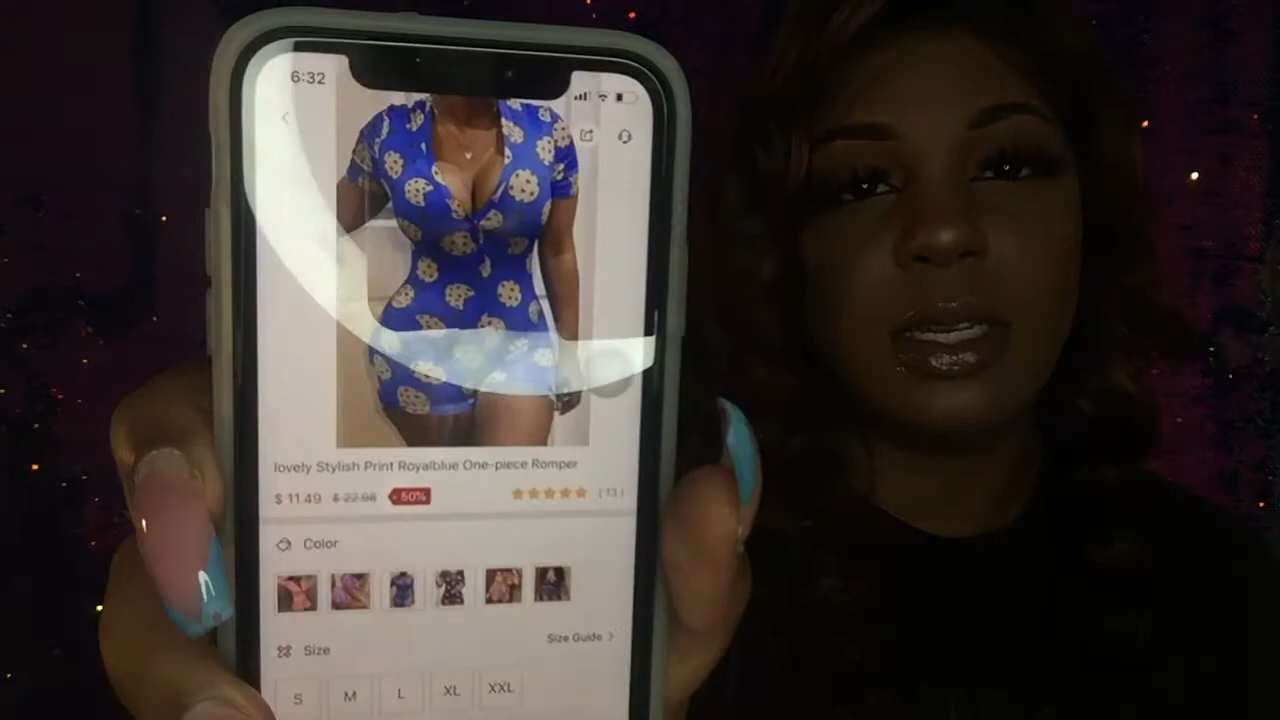 6:32
lovely Stylish Print Royalblue One-piece Romper
$ 11.49 $ 22.98 - 50% (13)
Color
Size Guide >
Size
S M L XL XXL